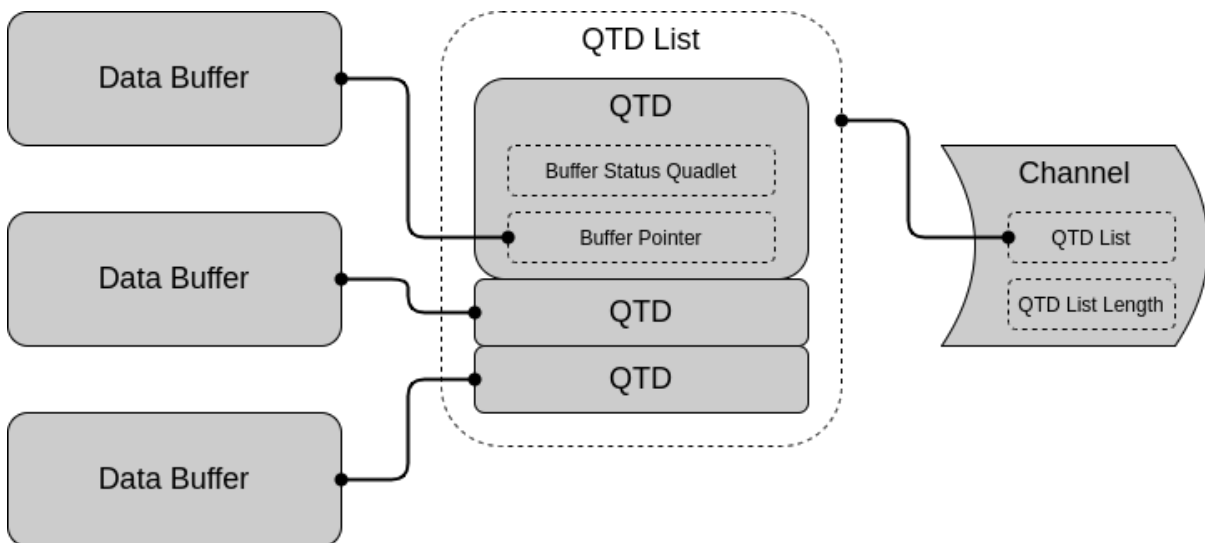 Data Buffer
Data Buffer
Data Buffer
QTD List
QTD
Buffer Status Quadlet
Buffer Pointer
QTD
QTD
Channel
QTD List
QTD List Length